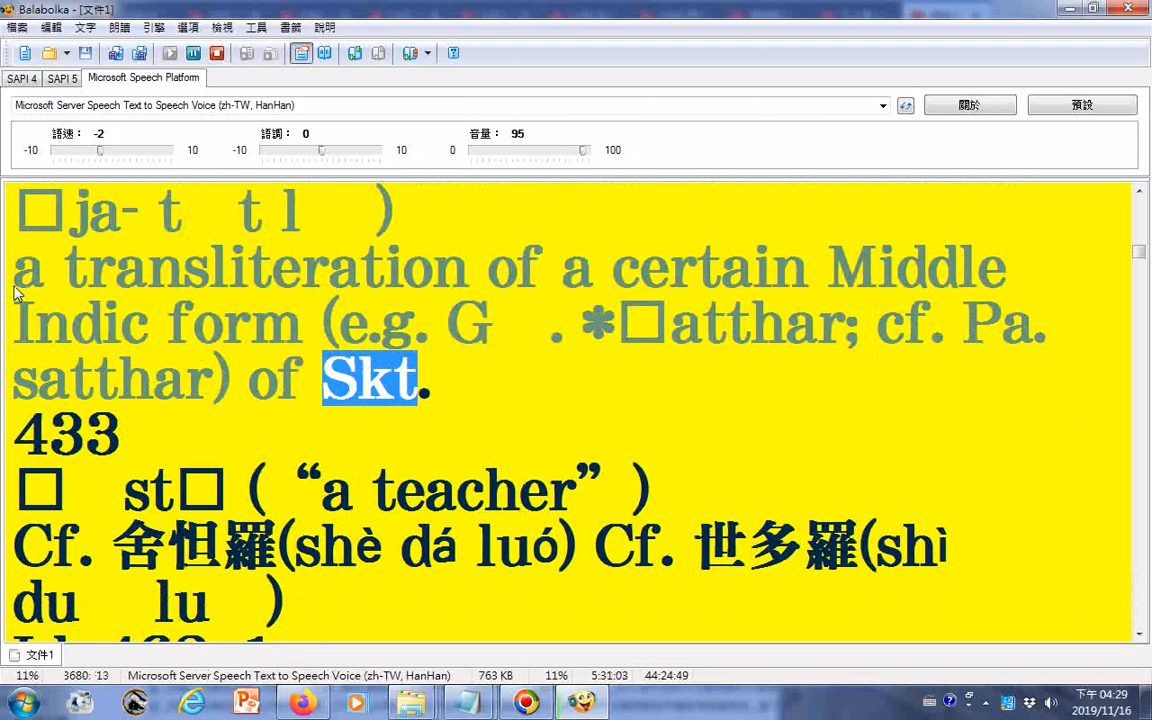 Balabolka - [文件1]
檔案 編輯 文字 朗讀 引擎 選項 檢視 工具 書籤 說明
SAPI 4 SAPI 5 Microsoft Speech Platform
Microsoft Server Speech Text to Speech Voice (zh-TW, HanHan) 關於 預設
語速： -2 語調： 0 音量： 95
-10 10 -10 10 0 100
□ja- t t l )
a transliteration of a certain Middle
Indic form (e.g. G . *□atthar; cf. Pa.
satthar) of Skt.
433
□ st□ ( “a teacher” )
Cf. 舍怛羅(shè dá luó) Cf. 世多羅(shì
du lu )
文件1
11% 3680: 13 Microsoft Server Speech Text to Speech Voice (zh-TW, HanHan) 763 KB 11% 5:31:03 44:24:49
下午 04:29
2019/11/16